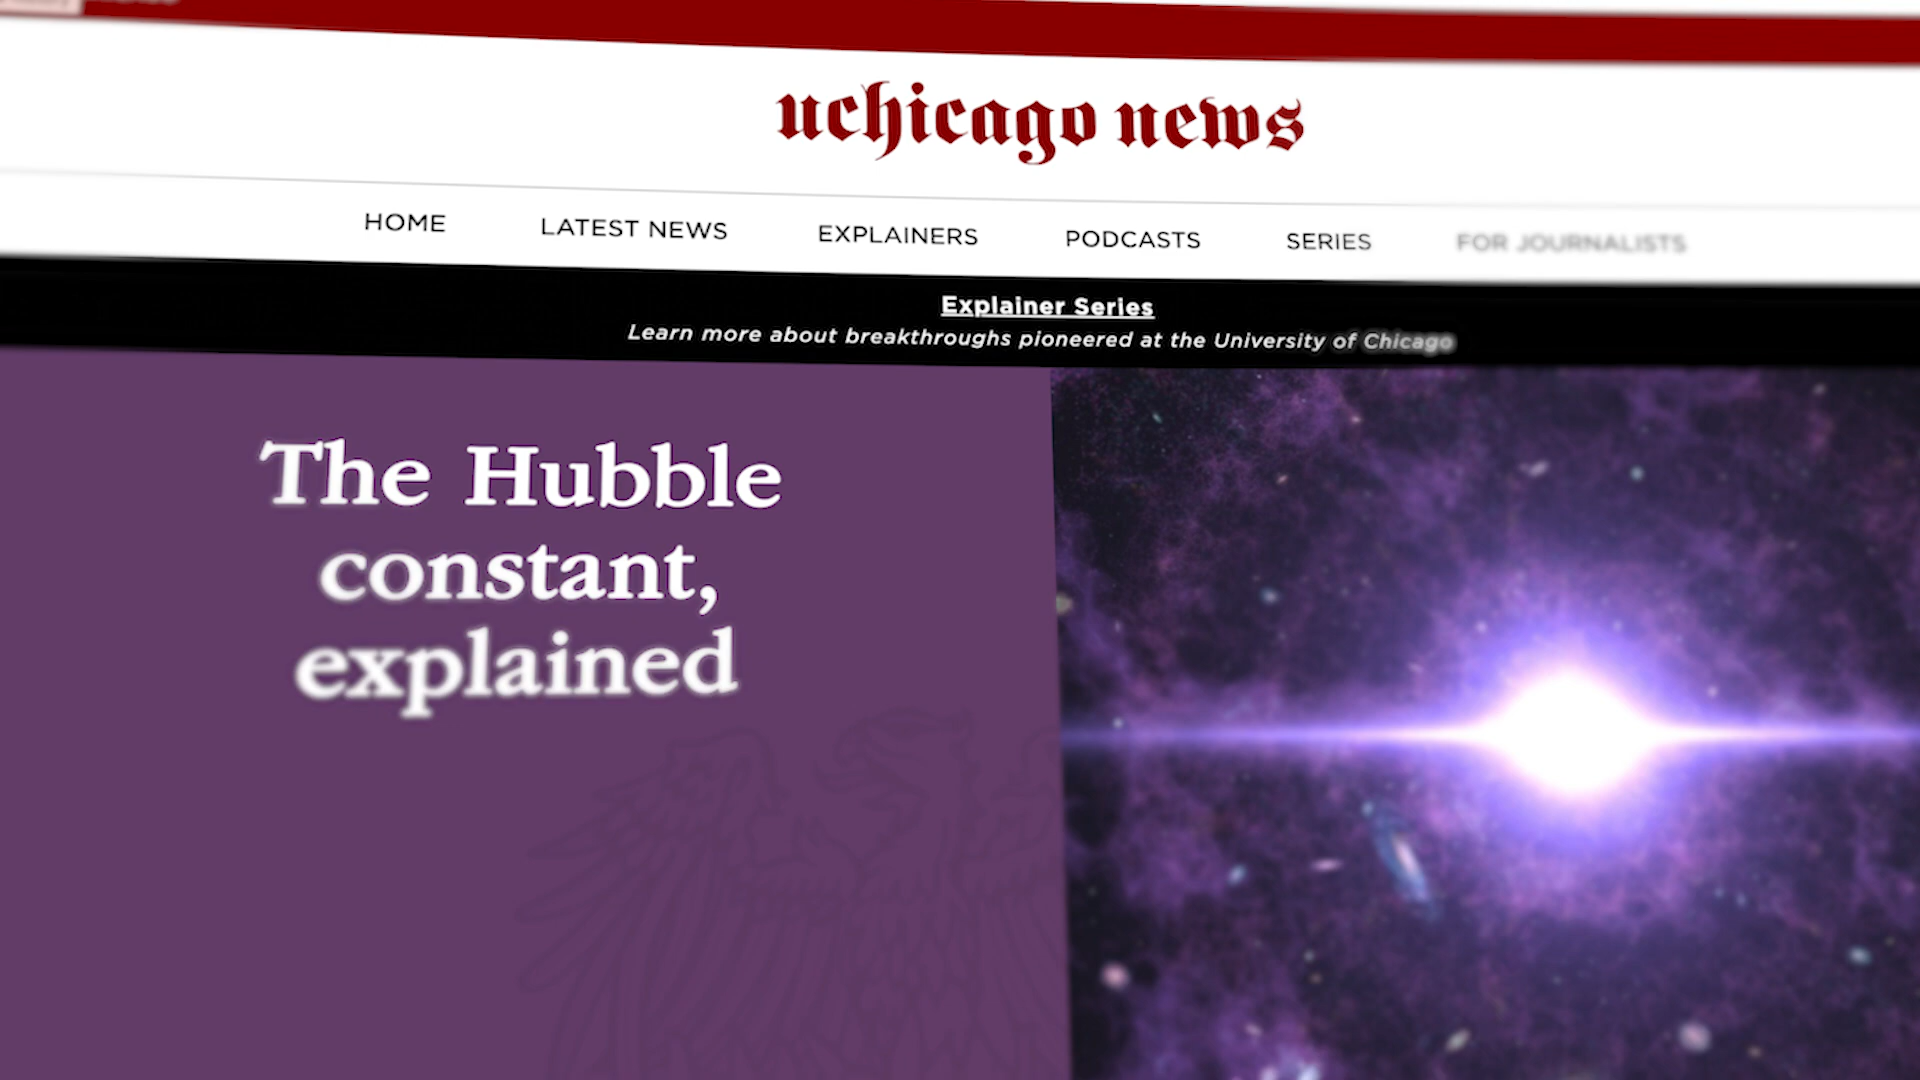 uchicago news
HOME LATEST NEWS EXPLAINERS PODCASTS SERIES FOR JOURNALISTS
Explainer Series
Learn more about breakthroughs pioneered at the University of Chicago
The Hubble
constant,
explained